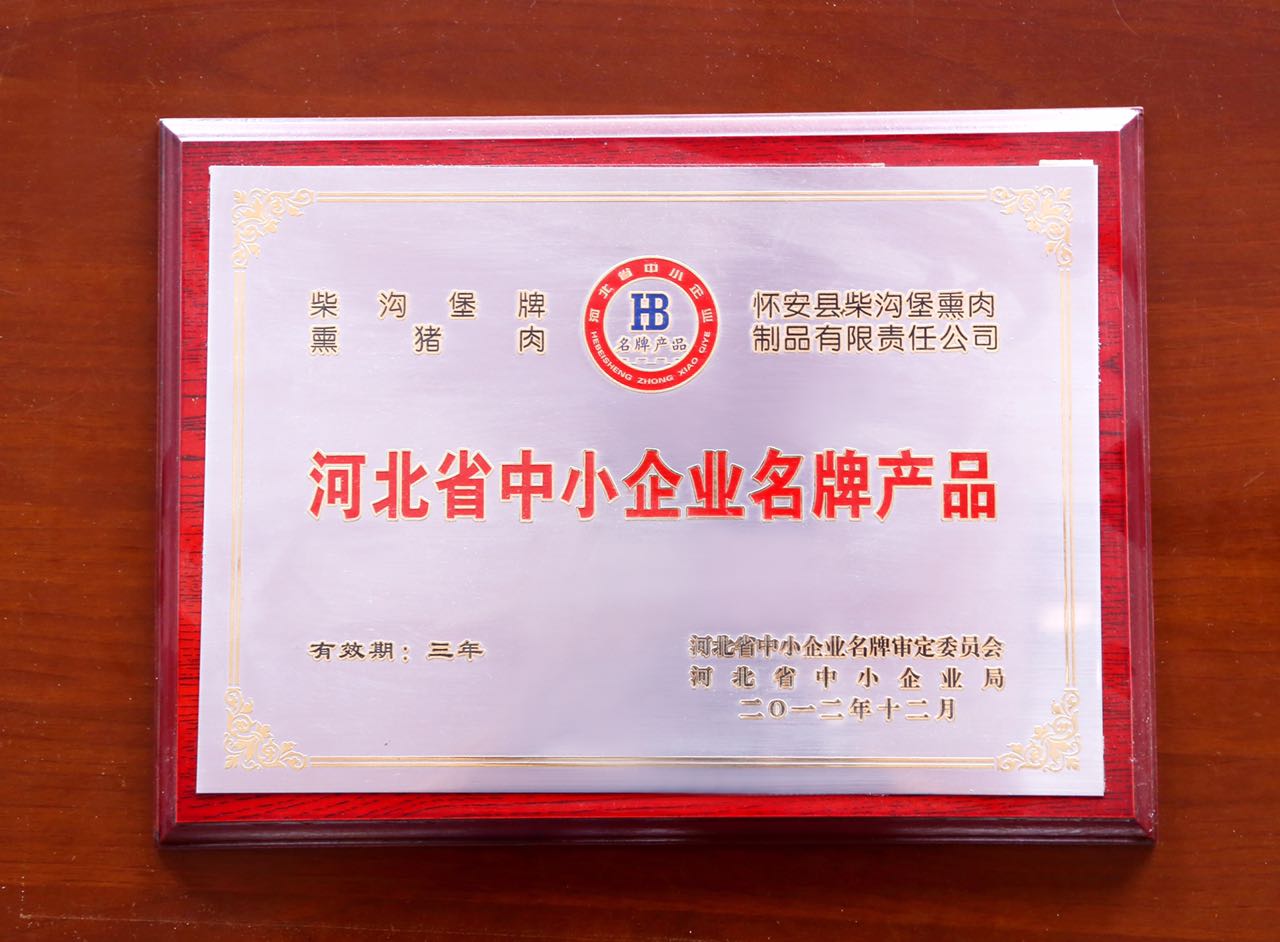 柴沟堡牌
熏猪肉
河北省中小企业
HB
名牌产品
HEBEISHENG ZHONG XIAO QIYE
怀安县柴沟堡熏肉
制品有限责任公司
河北省中小企业名牌产品
有效期：三年
河北省中小企业名牌审定委员会
河北省中小企业局
二〇一二年十二月